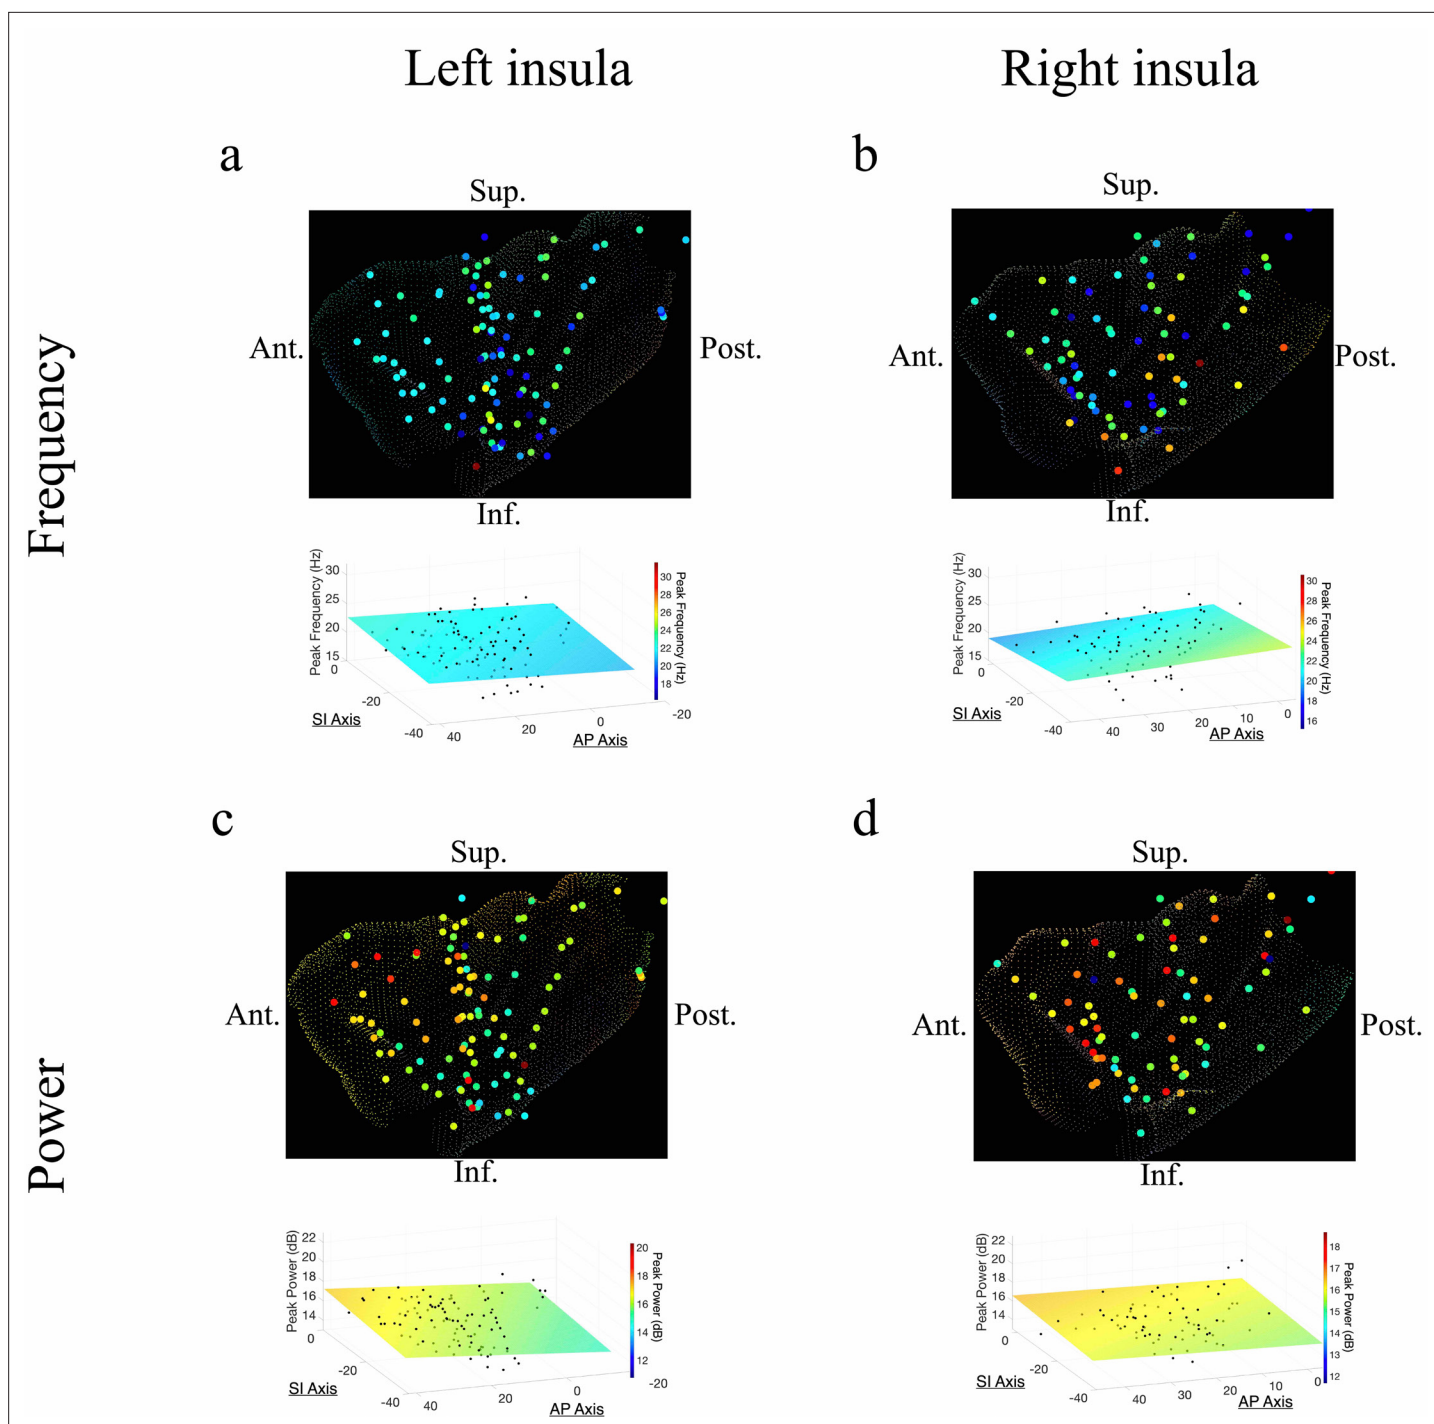 Left insula
Right insula
Frequency
a
Sup.
Ant.
Post.
Inf.
b
Sup.
Ant.
Post.
Inf.
Peak Frequency (Hz)
30
25
20
15
0
-20
-40
SI Axis
40
20
0
-20
AP Axis
30
28
26
24
22
20
18
Peak Frequency (Hz)
Peak Frequency (Hz)
30
25
20
15
0
-20
-40
SI Axis
40
30
20
10
0
AP Axis
30
28
26
24
22
20
18
16
Peak Frequency (Hz)
Power
c
Sup.
Ant.
Post.
Inf.
d
Sup.
Ant.
Post.
Inf.
Peak Power (dB)
22
20
18
16
14
0
-20
-40
SI Axis
40
20
0
-20
AP Axis
20
18
16
14
12
Peak Power (dB)
Peak Power (dB)
22
20
18
16
14
0
-20
-40
SI Axis
40
30
20
10
0
AP Axis
18
17
16
15
14
13
12
Peak Power (dB)